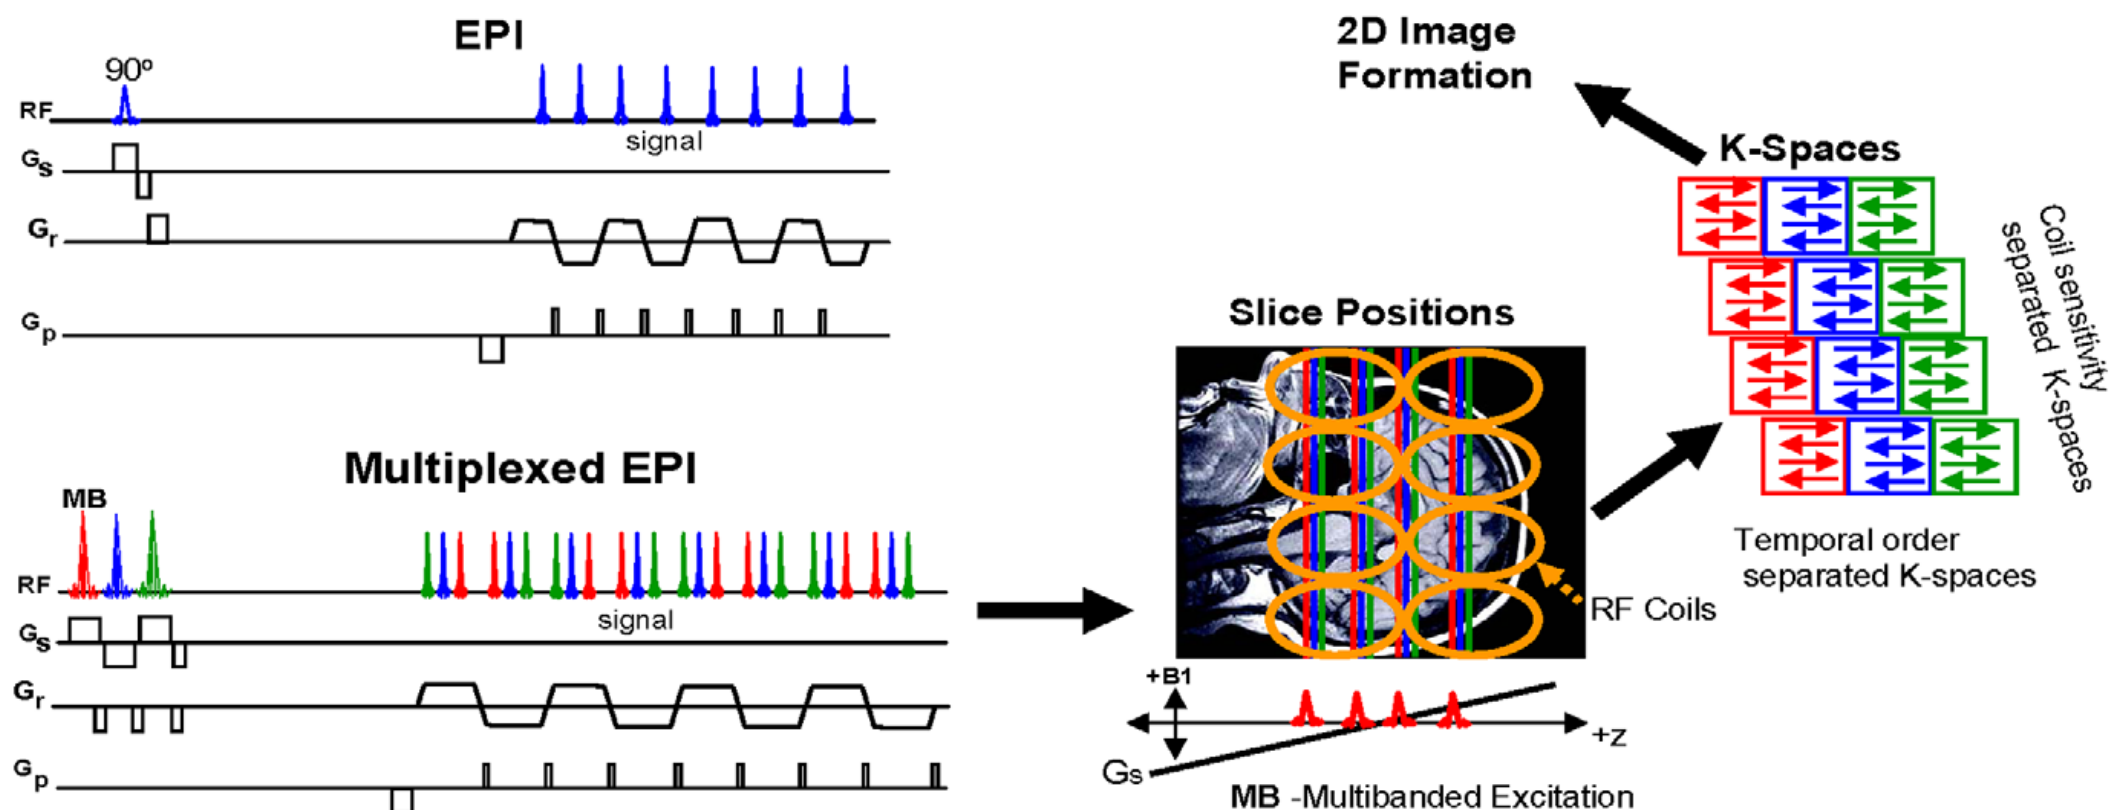 EPI
90º
RF
signal
Gs
Gr
Gp
Multiplexed EPI
MB
RF
signal
Gs
Gr
Gp
Slice Positions
RF Coils
+B1
+z
Gs
MB -Multibanded Excitation
2D Image
Formation
K-Spaces
Coil sensitivity
separated K-spaces
Temporal order
separated K-spaces